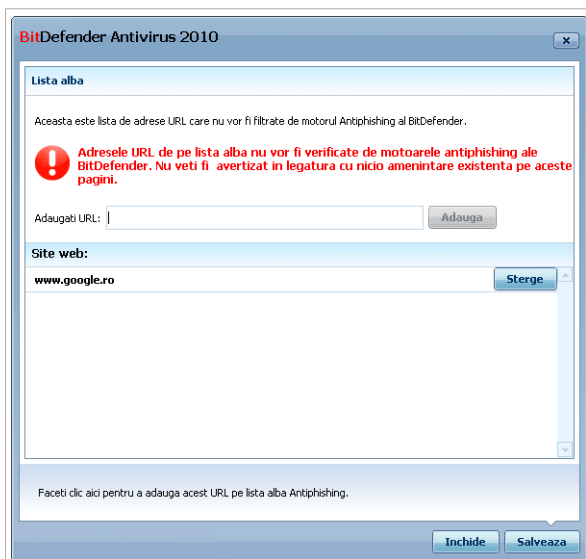 BitDefender Antivirus 2010
Lista alba
Aceasta este lista de adrese URL care nu vor fi filtrate de motorul Antiphishing al BitDefender.
Adresele URL de pe lista alba nu vor fi verificate de motoarele antiphishing ale
BitDefender. Nu veti fi avertizat in legatura cu nicio amenintare existenta pe aceste
pagini.
Adaugati URL:
Adauga
Site web:
www.google.ro
Sterge
Faceti clic aici pentru a adauga acest URL pe lista alba Antiphishing.
Inchide
Salveaza